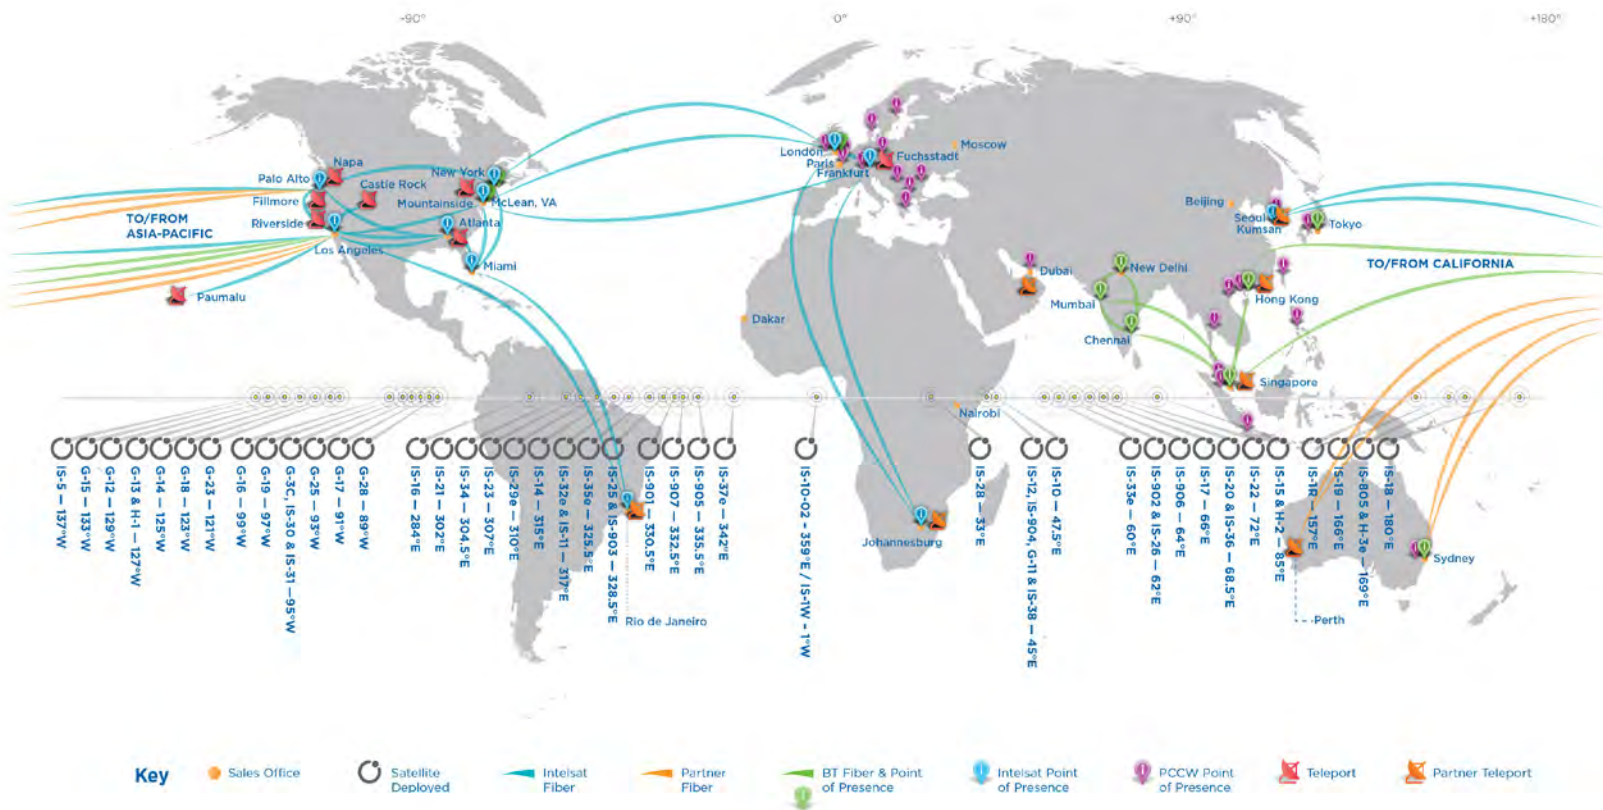 -90°
0°
+90°
+180°
Napa
Palo Alto
Castle Rock
Fillmore
TO/FROM
ASIA-PACIFIC
Riverside
Los Angeles
New York
Mountainside
McLean, VA
Atlanta
Miami
Paumalu
London
Paris
Frankfurt
Fuchsstadt
Moscow
Beijing
Seoul
Kumsan
Tokyo
Dubai
New Delhi
Mumbai
Chennai
Hong Kong
TO/FROM CALIFORNIA
Dakar
Singapore
Nairobi
IS-5 — 137°W
G-15 — 133°W
G-12 — 129°W
G-13 & H-1 — 127°W
G-14 — 125°W
G-18 — 123°W
G-23 — 121°W
G-16 — 99°W
G-19 — 97°W
G-3C, IS-30 & IS-31 — 95°W
G-25 — 93°W
G-17 — 91°W
G-28 — 89°W
IS-16 — 284°E
IS-21 — 302°E
IS-34 — 304.5°E
IS-23 — 307°E
IS-29e — 310°E
IS-14 — 315°E
IS-32e & IS-11 — 317°E
IS-35e — 325.5°E
IS-25 & IS-903 — 328.5°E
IS-901 — 330.5°E
IS-907 — 332.5°E
IS-905 — 335.5°E
IS-37e — 342°E
IS-10-02 - 359°E / IS-1W - 1°W
IS-28 — 33°E
IS-12, IS-904, G-11 & IS-38 — 45°E
IS-10 — 47.5°E
IS-33e — 60°E
IS-902 & IS-26 — 62°E
IS-906 — 64°E
IS-17 — 66°E
IS-20 & IS-36 — 68.5°E
IS-22 — 72°E
IS-15 & H-2 — 85°E
IS-1R — 157°E
IS-19 — 166°E
IS-805 & H-3e — 169°E
IS-18 — 180°E
Johannesburg
Sydney
Rio de Janeiro
Perth
Key
Sales Office
Satellite
Deployed
Intelsat
Fiber
Partner
Fiber
BT Fiber & Point
of Presence
Intelsat Point
of Presence
PCCW Point
of Presence
Teleport
Partner Teleport